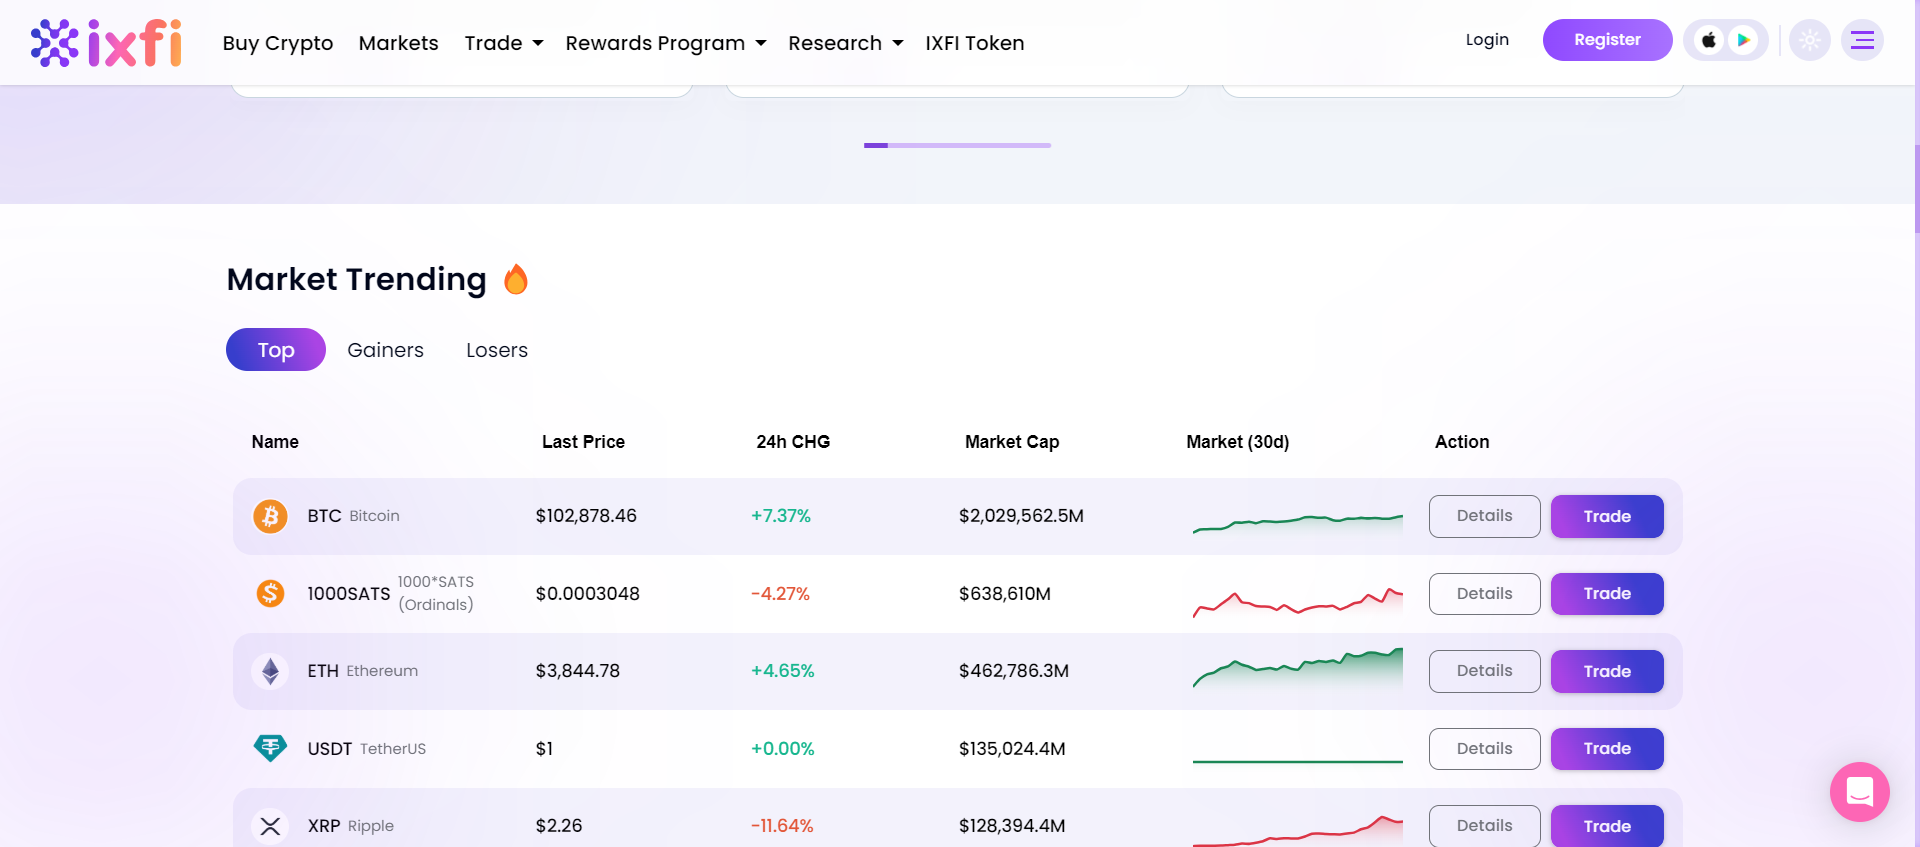 ixfi Buy Crypto Markets Trade Rewards Program Research IXFI Token Login Register
Market Trending
Top Gainers Losers
Name Last Price 24h CHG Market Cap Market (30d) Action
BTC Bitcoin $102,878.46 +7.37% $2,029,562.5M Details Trade
1000SATS 1000*SATS (Ordinals) $0.0003048 -4.27% $638,610M Details Trade
ETH Ethereum $3,844.78 +4.65% $462,786.3M Details Trade
USDT TetherUS $1 +0.00% $135,024.4M Details Trade
XRP Ripple $2.26 -11.64% $128,394.4M Details Trade